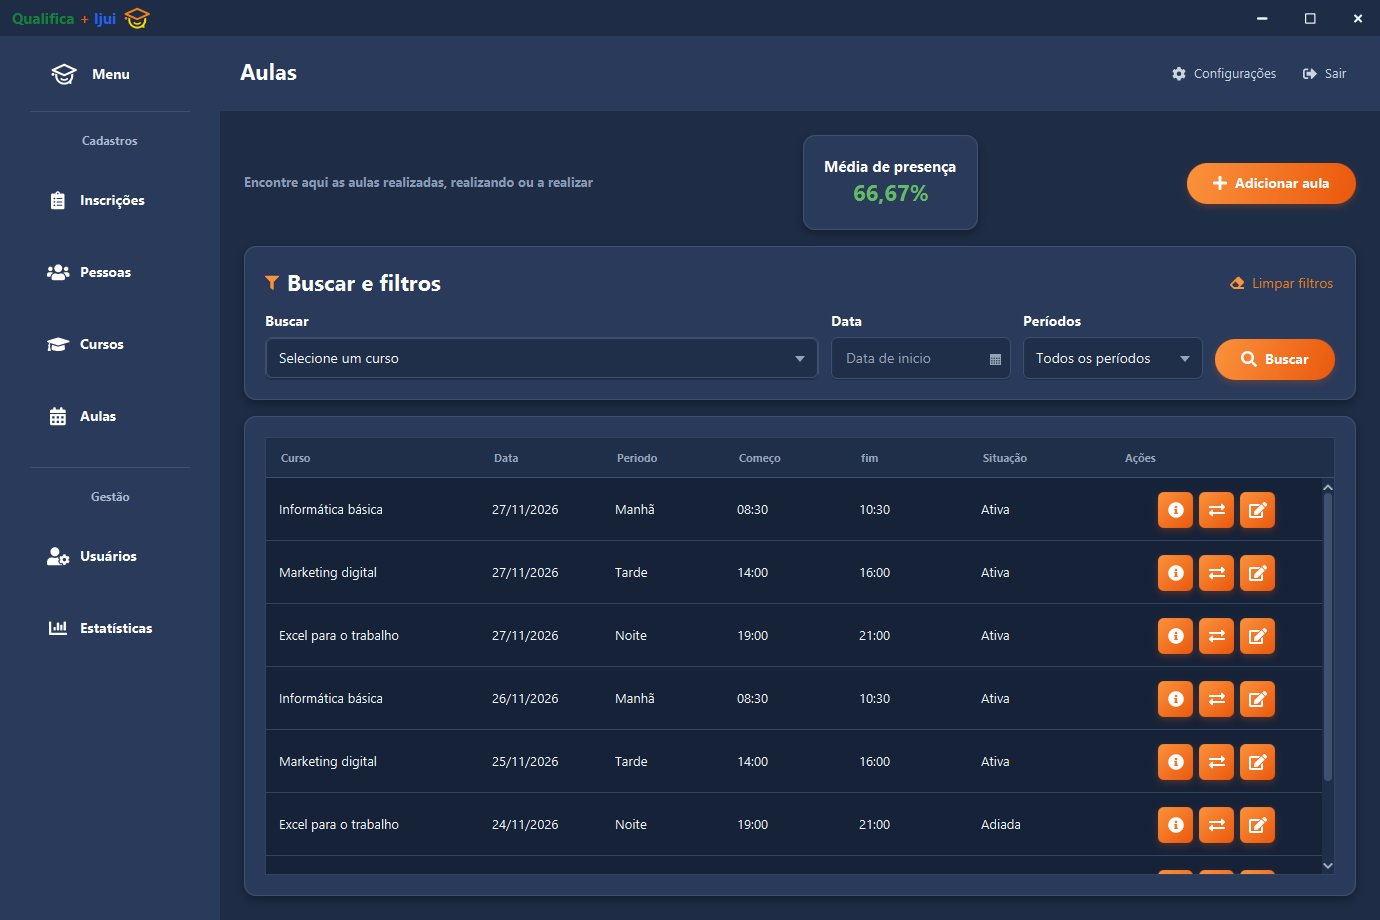 Qualifica + Ijui
Menu
Aulas
Configurações
Sair
Cadastros
Inscrições
Pessoas
Cursos
Aulas
Gestão
Usuários
Estatísticas
Encontre aqui as aulas realizadas, realizando ou a realizar
Média de presença
66,67%
Adicionar aula
Buscar e filtros
Limpar filtros
Buscar Data Períodos
Selecione um curso Data de inicio Todos os períodos Buscar
Curso Data Periodo Começo fim Situação Ações
Informática básica 27/11/2026 Manhã 08:30 10:30 Ativa
Marketing digital 27/11/2026 Tarde 14:00 16:00 Ativa
Excel para o trabalho 27/11/2026 Noite 19:00 21:00 Ativa
Informática básica 26/11/2026 Manhã 08:30 10:30 Ativa
Marketing digital 25/11/2026 Tarde 14:00 16:00 Ativa
Excel para o trabalho 24/11/2026 Noite 19:00 21:00 Adiada